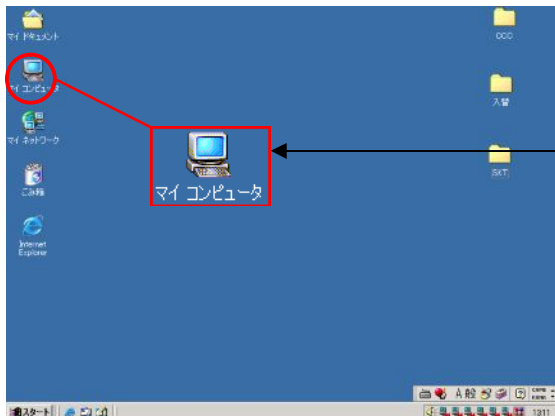 マイ ドキュメント
マイ コンピュータ
マイ ネットワーク
ごみ箱
Internet
Explorer
マイ コンピュータ
入替
SKT
A 般
スタート